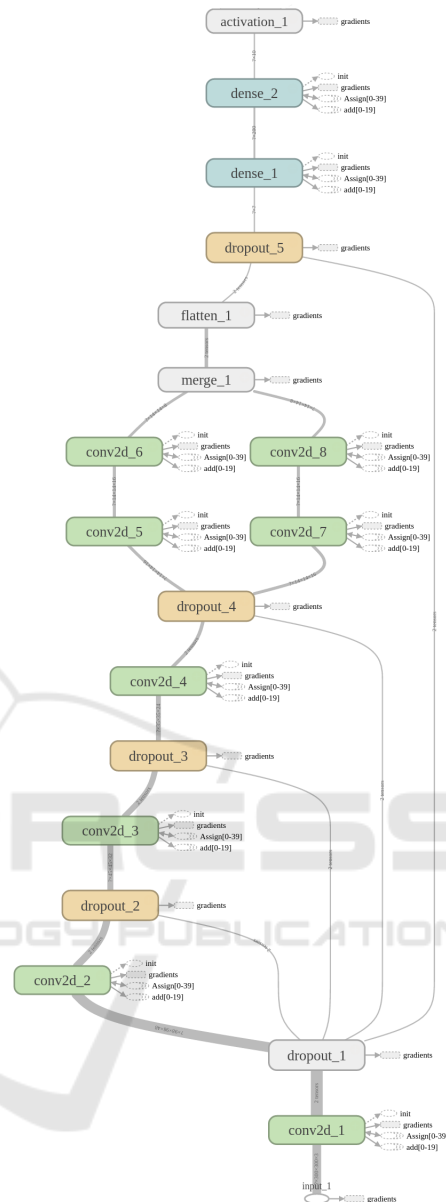 activation_1
gradients
dense_2
init
gradients
Assign[0-39]
add[0-19]
dense_1
init
gradients
Assign[0-39]
add[0-19]
dropout_5
gradients
flatten_1
gradients
merge_1
gradients
conv2d_6
init
gradients
Assign[0-39]
add[0-19]
conv2d_8
init
gradients
Assign[0-39]
add[0-19]
conv2d_5
init
gradients
Assign[0-39]
add[0-19]
conv2d_7
init
gradients
Assign[0-39]
add[0-19]
dropout_4
gradients
conv2d_4
init
gradients
Assign[0-39]
add[0-19]
dropout_3
gradients
conv2d_3
init
gradients
Assign[0-39]
add[0-19]
dropout_2
gradients
conv2d_2
init
gradients
Assign[0-39]
add[0-19]
dropout_1
gradients
conv2d_1
init
gradients
Assign[0-39]
add[0-19]
input_1
gradients
PRESS
OGY PUBLICATION